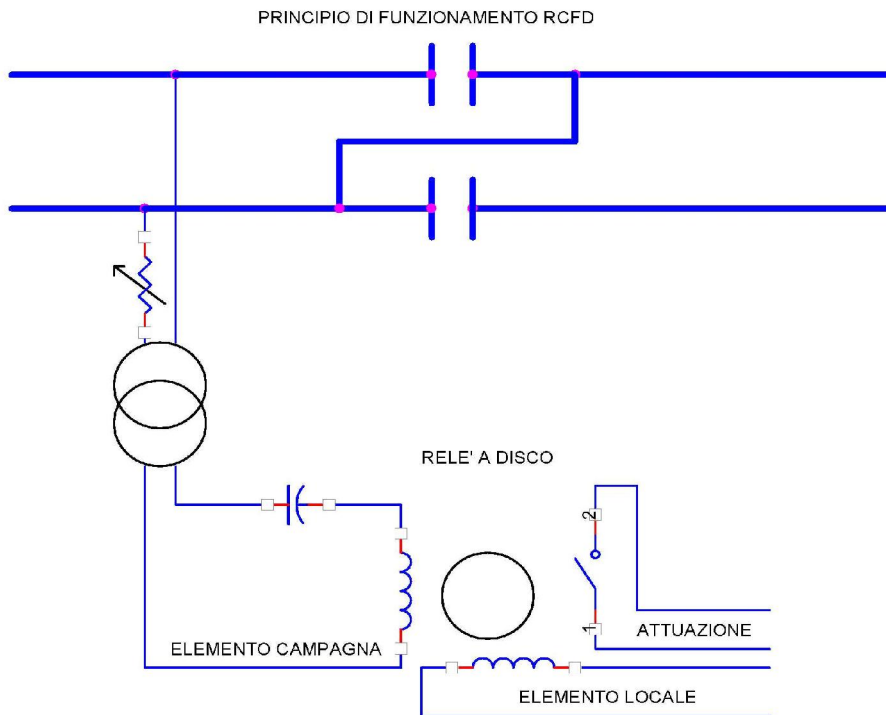 PRINCIPIO DI FUNZIONAMENTO RCFD
RELE' A DISCO
2
1
ATTUAZIONE
ELEMENTO CAMPAGNA
ELEMENTO LOCALE